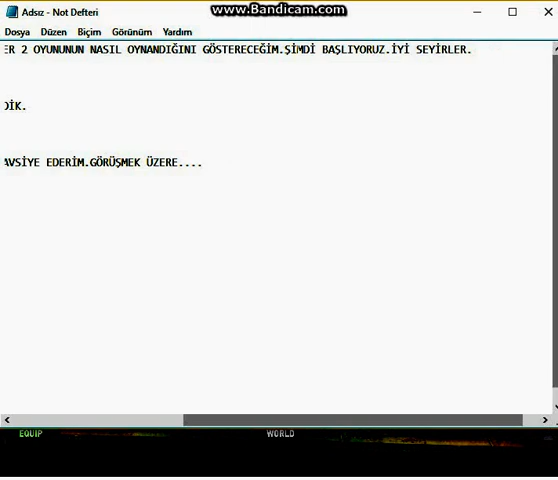 www.Bandicam.com
Adsız - Not Defteri
Dosya Düzen Biçim Görünüm Yardım
ER 2 OYUNUNUN NASIL OYNANDIĞINI GÖSTERECEĞİM.ŞİMDİ BAŞLIYORUZ.İYİ SEYİRLER.
DİK.
AVSİYE EDERİM.GÖRÜŞMEK ÜZERE....
EQUIP WORLD